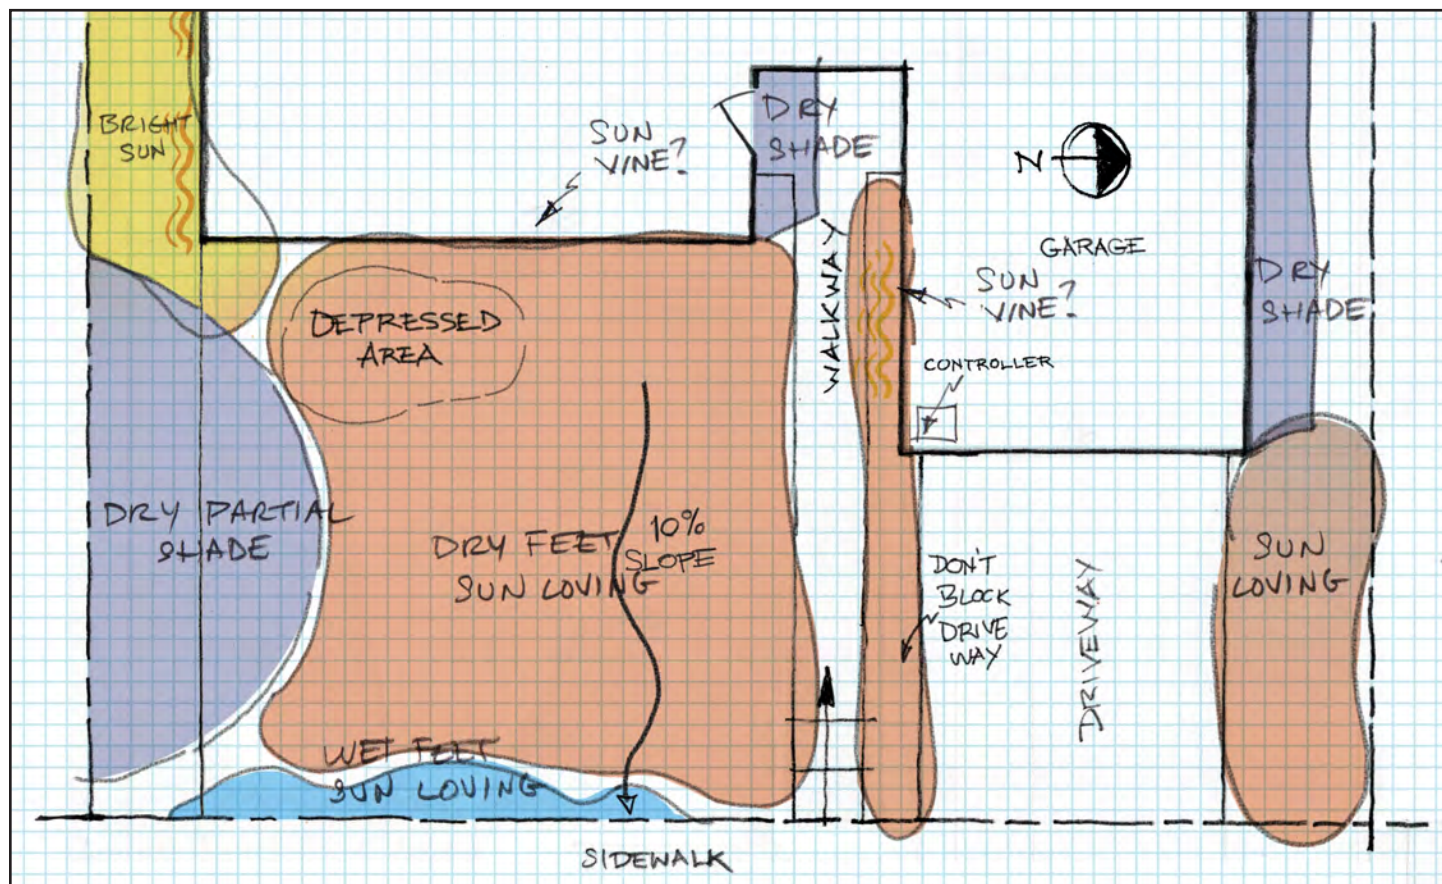 BRIGHT
SUN
SUN
VINE?
DRY
SHADE
N
GARAGE
SUN
VINE?
CONTROLLER
DRY
SHADE
WALKWAY
DEPRESSED
AREA
DRY PARTIAL
SHADE
DRY FEET
SUN LOVING
10%
SLOPE
DON'T
BLOCK
DRIVE
WAY
DRIVEWAY
SUN
LOVING
WET FEET
SUN LOVING
SIDEWALK